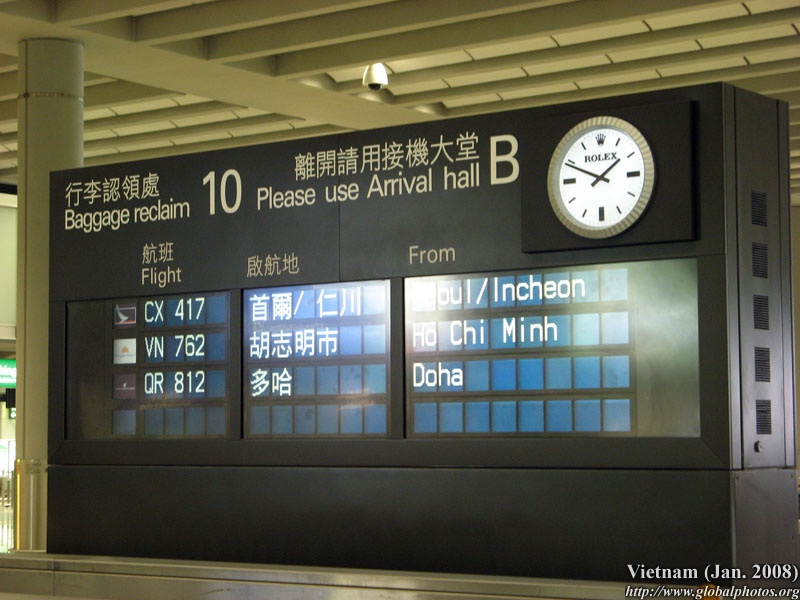 行李認領處
Baggage reclaim
10
離開請用接機大堂
Please use Arrival hall
B
ROLEX
航班
Flight
啟航地
From
CX 417 首爾/ 仁川 Seoul/Incheon
VN 762 胡志明市 Ho Chi Minh
QR 812 多哈 Doha
Vietnam (Jan. 2008)
http://www.globalphotos.org